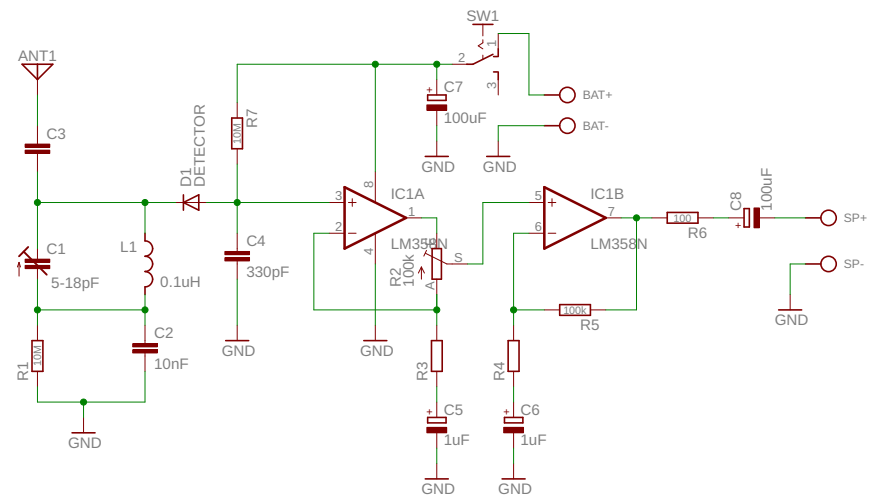 SW1
ANT1
2
1
3
C7
100uF
BAT+
BAT-
GND
GND
C3
R7
10M
D1
DETECTOR
8
IC1A
3
2
1
4
LM358N
IC1B
5
6
7
LM358N
C8
100uF
100
R6
SP+
SP-
C1
5-18pF
L1
0.1uH
C4
330pF
R2
100k
S
A
100k
R5
GND
R1
10M
C2
10nF
GND
GND
R3
R4
C5
1uF
C6
1uF
GND
GND
GND